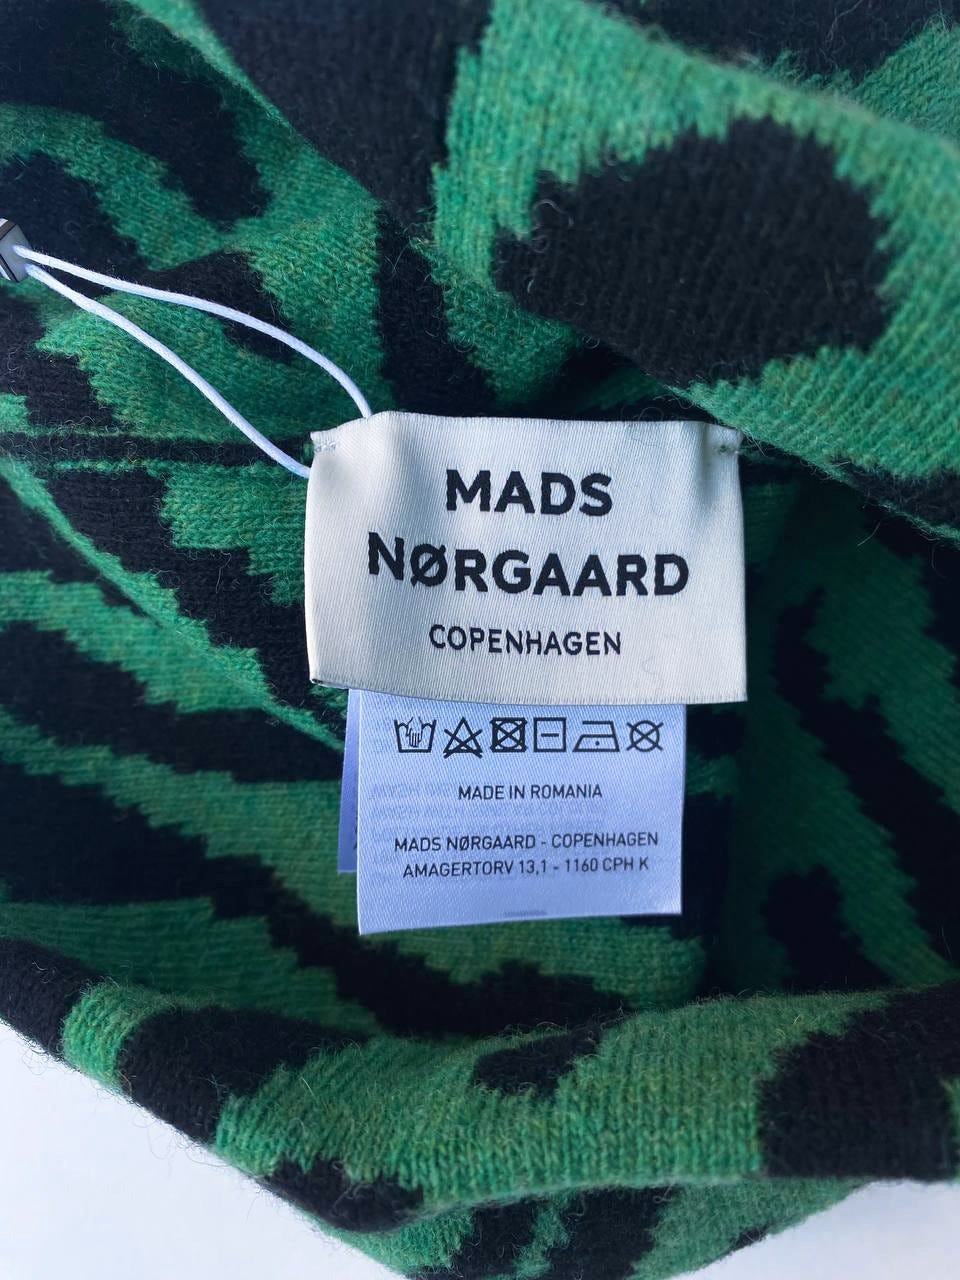 MADS
NØRGAARD
COPENHAGEN
MADE IN ROMANIA
MADS NØRGAARD - COPENHAGEN
AMAGERTORV 13,1 - 1160 CPH K